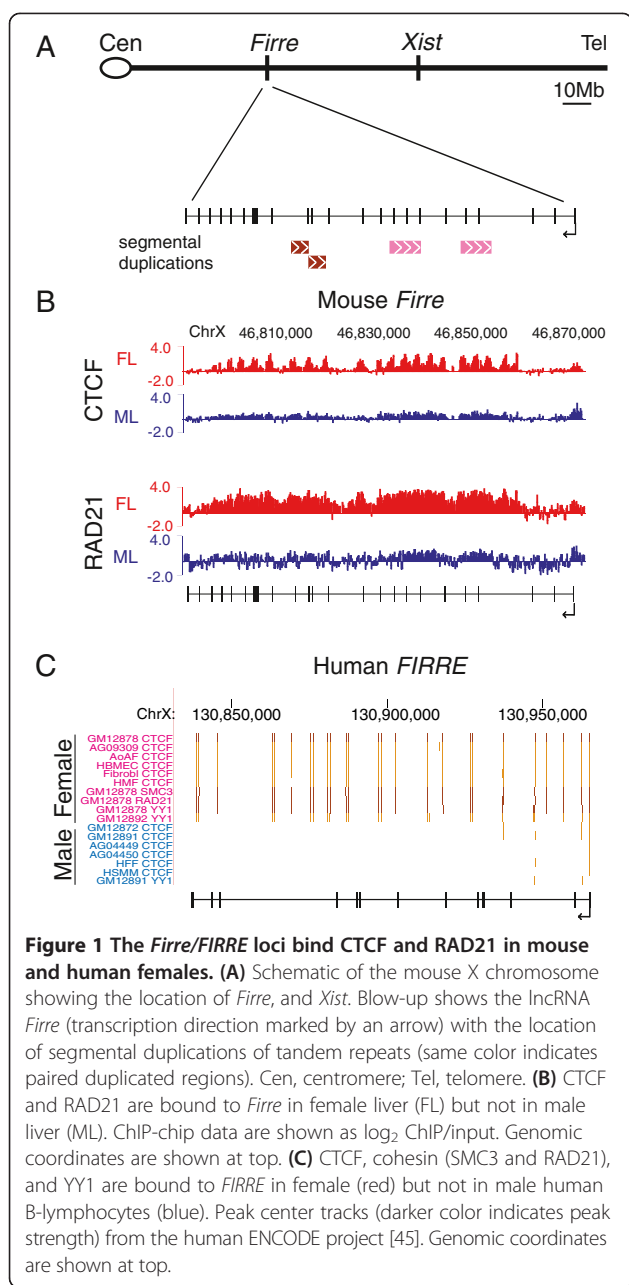 A
Cen
Firre
Xist
Tel
10Mb
segmental
duplications
B
Mouse Firre
ChrX 46,810,000 46,830,000 46,850,000 46,870,000
CTCF
FL
4.0
-2.0
ML
4.0
-2.0
RAD21
FL
4.0
-2.0
ML
4.0
-2.0
C
Human FIRRE
ChrX: 130,850,000 130,900,000 130,950,000
Female
GM12878 CTCF
AG09309 CTCF
AoAF CTCF
HBMEC CTCF
Fibrobl CTCF
HMF CTCF
GM12878 SMC3
GM12878 RAD21
GM12878 YY1
GM12892 YY1
Male
GM12872 CTCF
GM12891 CTCF
AG04449 CTCF
AG04450 CTCF
HFF CTCF
HSMM CTCF
GM12891 YY1
Figure 1 The Firre/FIRRE loci bind CTCF and RAD21 in mouse
and human females. (A) Schematic of the mouse X chromosome
showing the location of Firre, and Xist. Blow-up shows the lncRNA
Firre (transcription direction marked by an arrow) with the location
of segmental duplications of tandem repeats (same color indicates
paired duplicated regions). Cen, centromere; Tel, telomere. (B) CTCF
and RAD21 are bound to Firre in female liver (FL) but not in male
liver (ML). ChIP-chip data are shown as log₂ ChIP/input. Genomic
coordinates are shown at top. (C) CTCF, cohesin (SMC3 and RAD21),
and YY1 are bound to FIRRE in female (red) but not in male human
B-lymphocytes (blue). Peak center tracks (darker color indicates peak
strength) from the human ENCODE project [45]. Genomic coordinates
are shown at top.